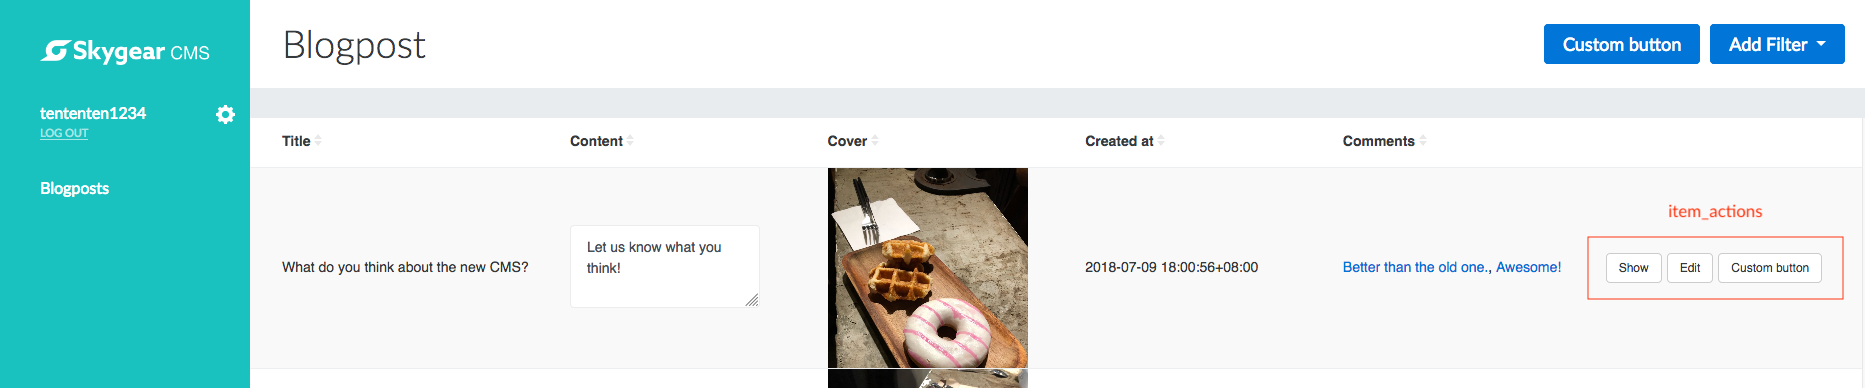 Skygear CMS
tententen1234
LOG OUT
Blogposts
Blogpost
Custom button
Add Filter
Title
Content
Cover
Created at
Comments
What do you think about the new CMS?
Let us know what you
think!
2018-07-09 18:00:56+08:00
Better than the old one., Awesome!
item_actions
Show
Edit
Custom button